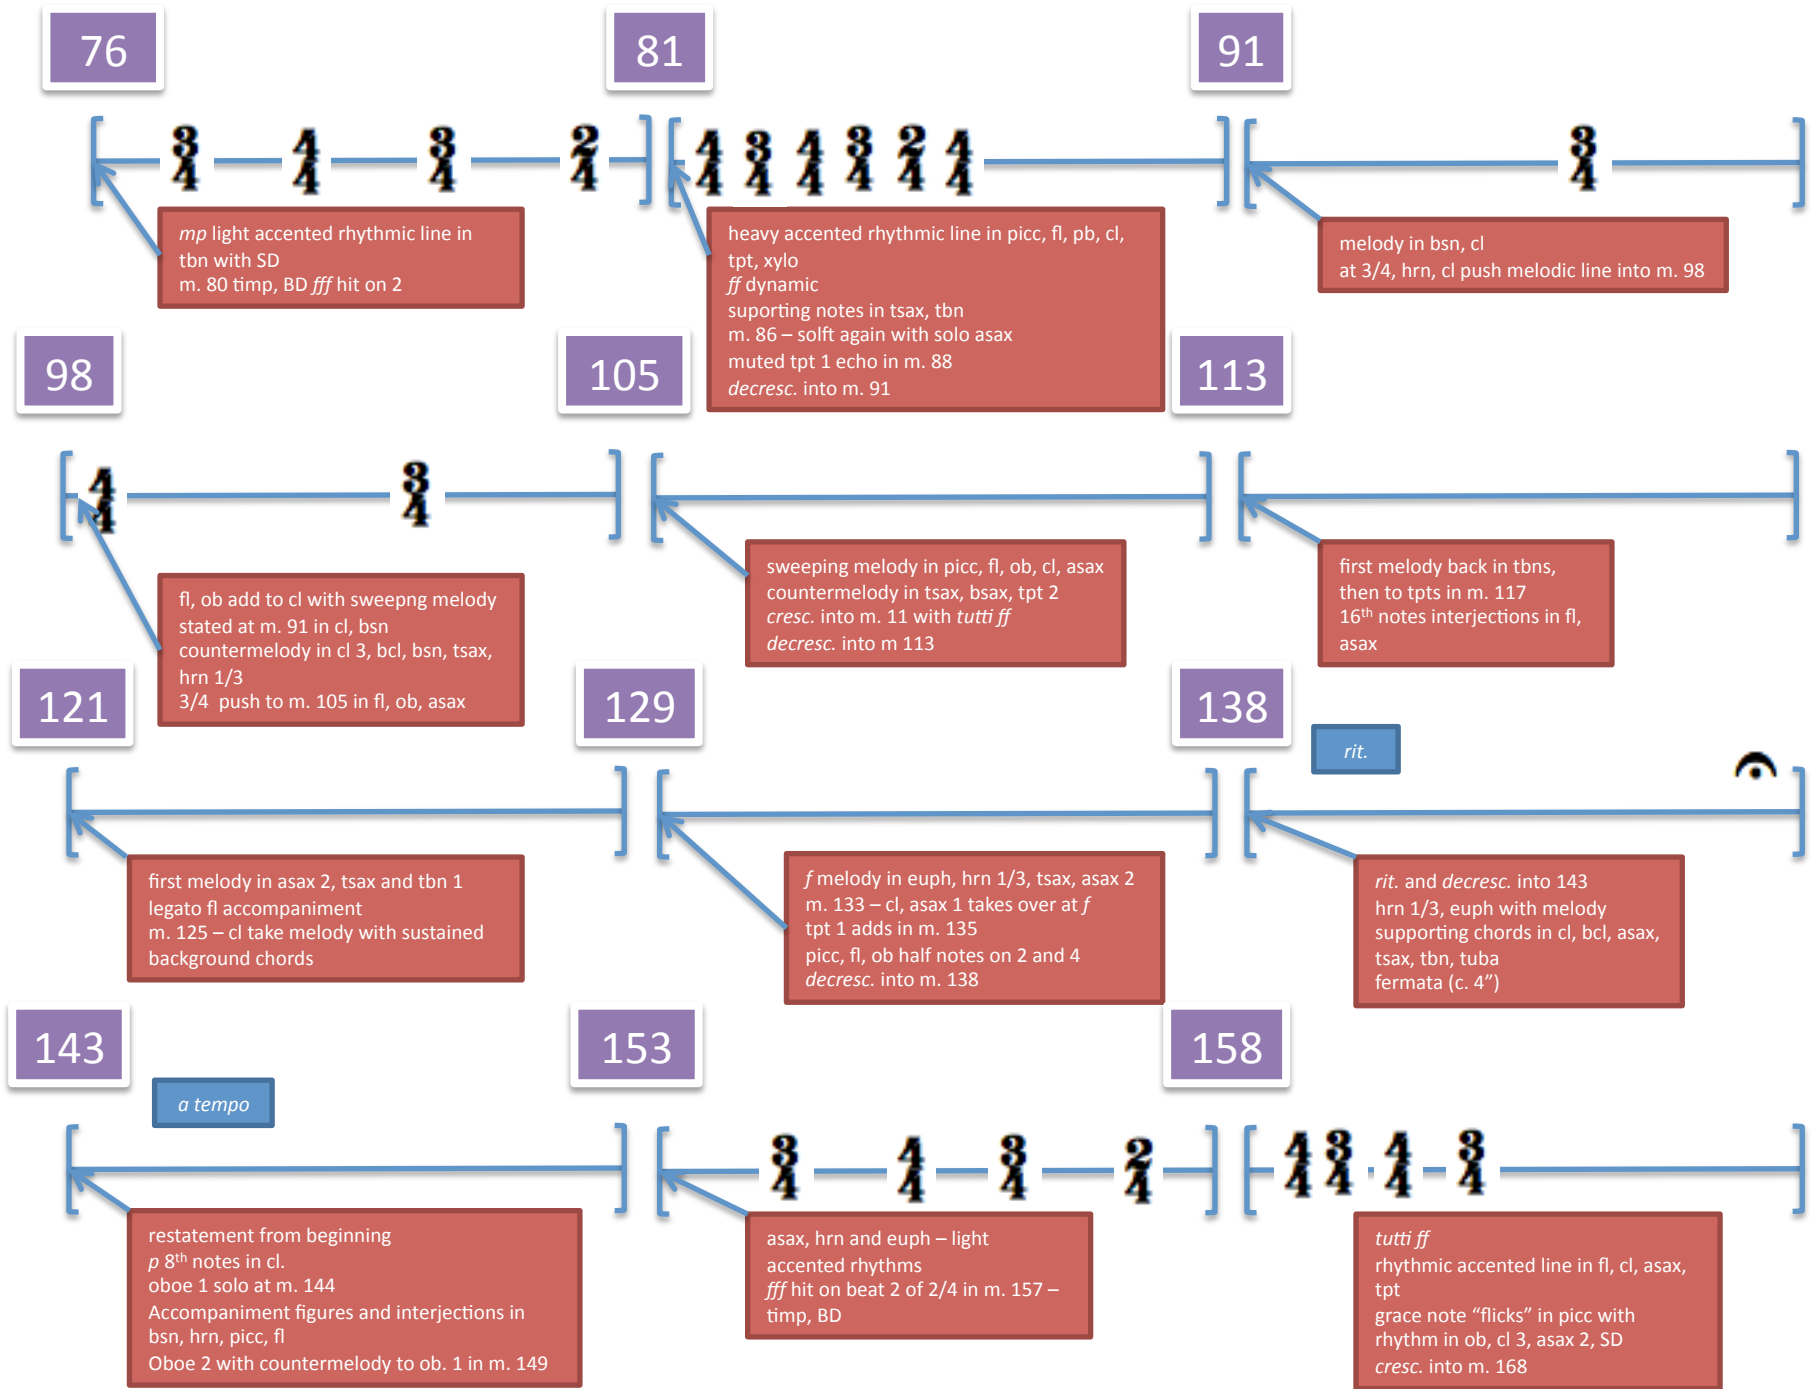 76
81
91
3/4 4/4 3/4 2/4
4/4 3/4 4/4 3/4 2/4 4/4
3/4
mp light accented rhythmic line in
tbn with SD
m. 80 timp, BD fff hit on 2
heavy accented rhythmic line in picc, fl, pb, cl,
tpt, xylo
ff dynamic
suporting notes in tsax, tbn
m. 86 – solft again with solo asax
muted tpt 1 echo in m. 88
decresc. into m. 91
melody in bsn, cl
at 3/4, hrn, cl push melodic line into m. 98
98
105
113
4/4 3/4
fl, ob add to cl with sweepng melody
stated at m. 91 in cl, bsn
countermelody in cl 3, bcl, bsn, tsax,
hrn 1/3
3/4 push to m. 105 in fl, ob, asax
sweeping melody in picc, fl, ob, cl, asax
countermelody in tsax, bsax, tpt 2
cresc. into m. 11 with tutti ff
decresc. into m 113
first melody back in tbns,
then to tpts in m. 117
16th notes interjections in fl,
asax
121
129
138
rit.
first melody in asax 2, tsax and tbn 1
legato fl accompaniment
m. 125 – cl take melody with sustained
background chords
f melody in euph, hrn 1/3, tsax, asax 2
m. 133 – cl, asax 1 takes over at f
tpt 1 adds in m. 135
picc, fl, ob half notes on 2 and 4
decresc. into m. 138
rit. and decresc. into 143
hrn 1/3, euph with melody
supporting chords in cl, bcl, asax,
tsax, tbn, tuba
fermata (c. 4”)
143
153
158
a tempo
3/4 4/4 3/4 2/4
4/4 3/4 4/4 3/4
restatement from beginning
p 8th notes in cl.
oboe 1 solo at m. 144
Accompaniment figures and interjections in
bsn, hrn, picc, fl
Oboe 2 with countermelody to ob. 1 in m. 149
asax, hrn and euph – light
accented rhythms
fff hit on beat 2 of 2/4 in m. 157 –
timp, BD
tutti ff
rhythmic accented line in fl, cl, asax,
tpt
grace note “flicks” in picc with
rhythm in ob, cl 3, asax 2, SD
cresc. into m. 168